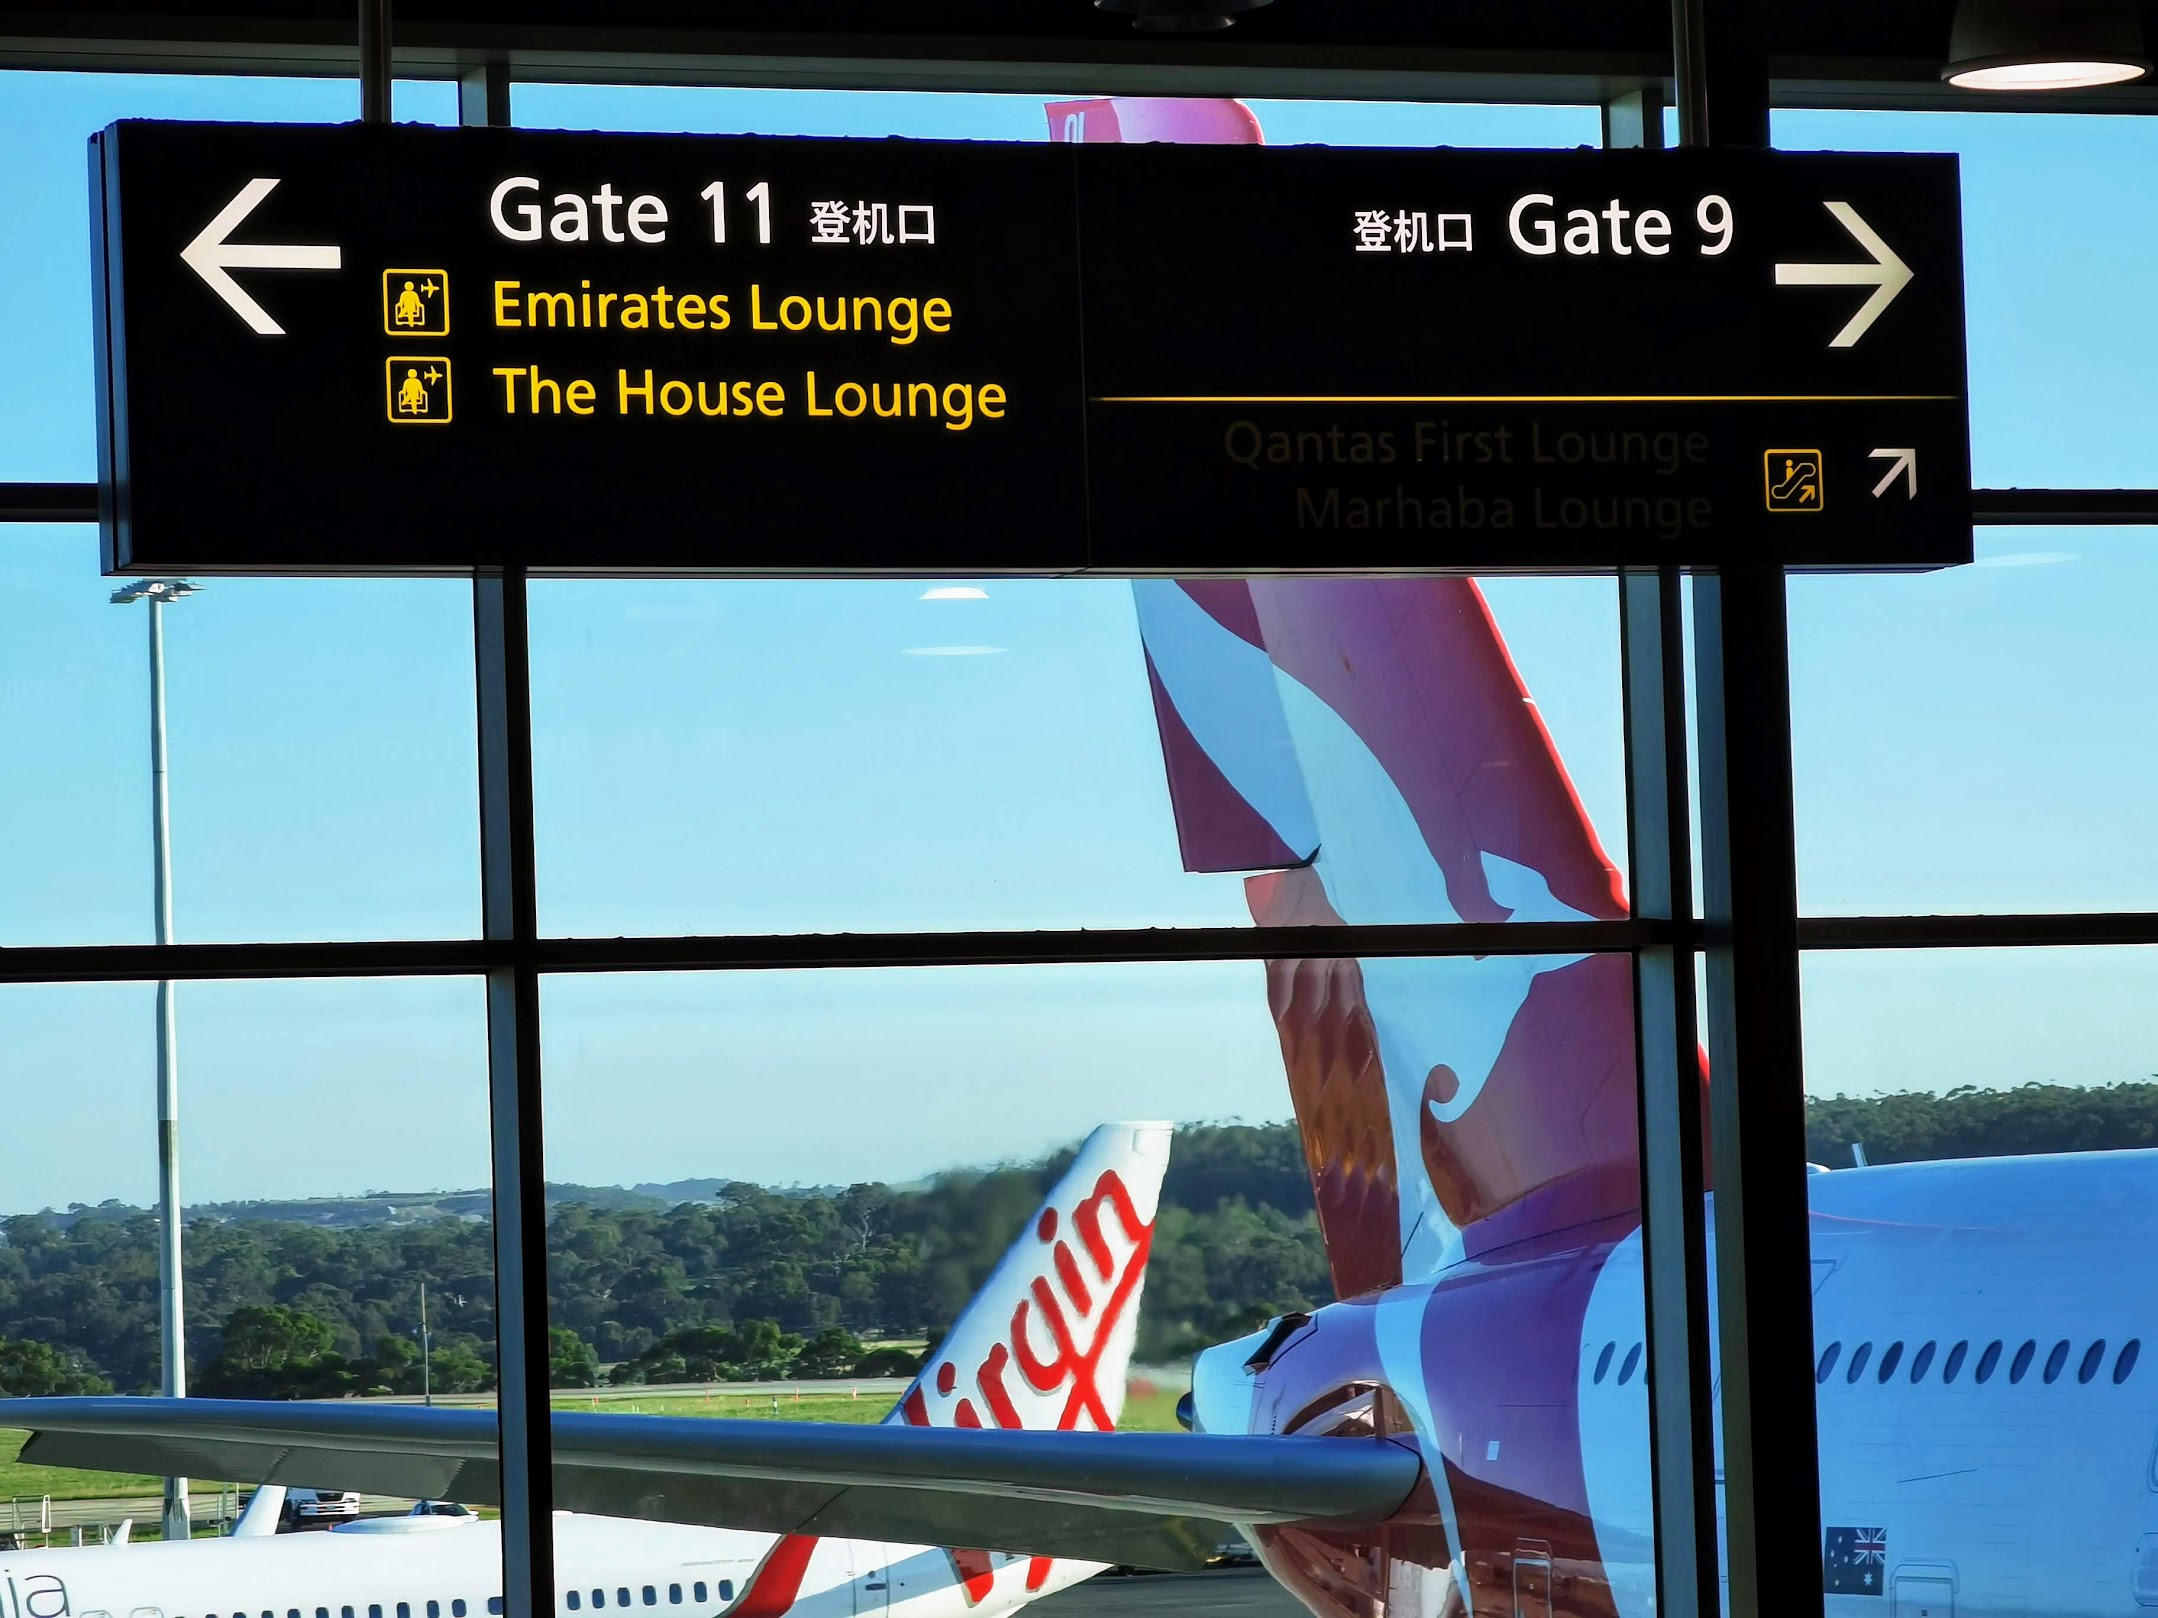 Gate 11 登机口
Emirates Lounge
The House Lounge
登机口 Gate 9
Qantas First Lounge
Marhaba Lounge
Virgin
ia